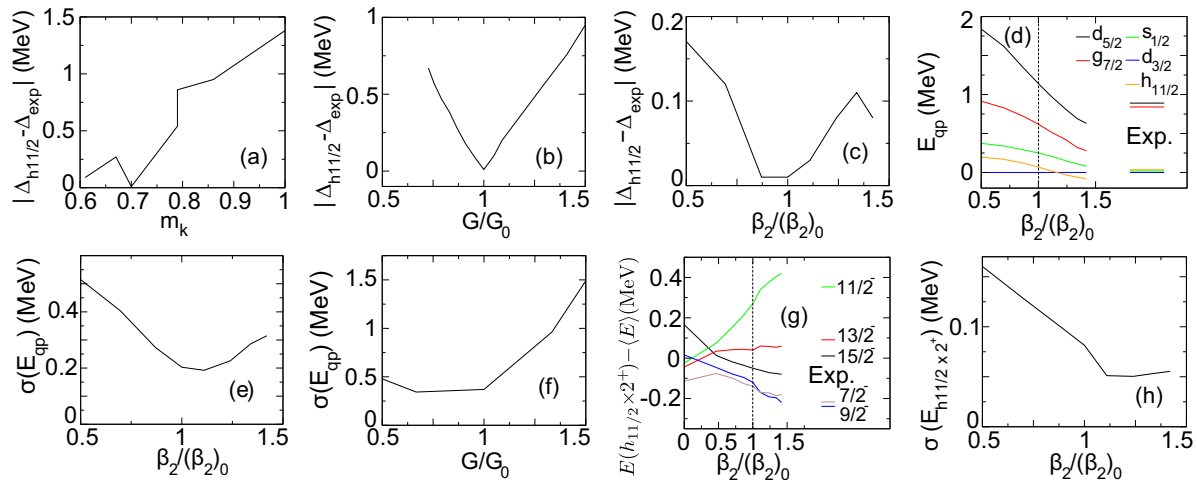 |Δh11/2-Δexp| (MeV)
1.5
1
0.5
0
0.6 0.7 0.8 0.9 1
mk
(a)
|Δh11/2-Δexp| (MeV)
1
0.5
0
0.5 1 1.5
G/G0
(b)
|Δh11/2-Δexp| (MeV)
0.2
0.1
0
0.5 1 1.5
β2/(β2)0
(c)
Eqp (MeV)
2
1
0
0.5 1 1.5
β2/(β2)0
(d)
d5/2 s1/2
g7/2 d3/2
h11/2
Exp.
σ(Eqp) (MeV)
0.4
0.2
0
0.5 1 1.5
β2/(β2)0
(e)
σ(Eqp) (MeV)
1.5
1
0.5
0
0.5 1 1.5
G/G0
(f)
E(h11/2×2+)−⟨E⟩(MeV)
0.4
0.2
0
-0.2
0 0.5 1 1.5
β2/(β2)0
(g)
11/2-
13/2-
15/2-
Exp.
7/2-
9/2-
σ (Eh11/2 x 2+) (MeV)
0.1
0
0.5 1 1.5
β2/(β2)0
(h)